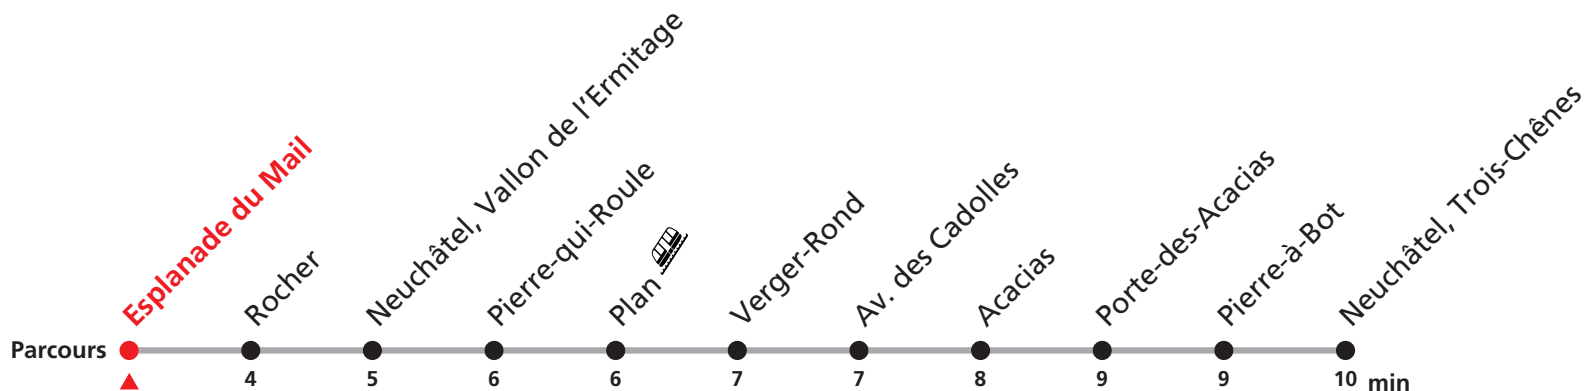 Esplanade du Mail
Rocher
Neuchâtel, Vallon de l'Ermitage
Pierre-qui-Roule
Plan
Verger-Rond
Av. des Cadolles
Acacias
Porte-des-Acacias
Pierre-à-Bot
Neuchâtel, Trois-Chênes
Parcours
4 5 6 6 7 7 8 9 9 10 min